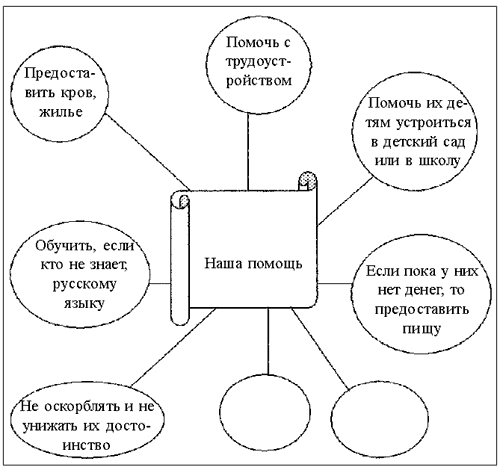 Помочь с
трудоуст-
ройством
Предоста-
вить кров,
жилье
Помочь их де-
тям устроиться
в детский сад
или в школу
Обучить, если
кто не знает,
русскому
языку
Наша помощь
Если пока у них
нет денег, то
предоставить
пищу
Не оскорблять и не
унижать их досто-
инство